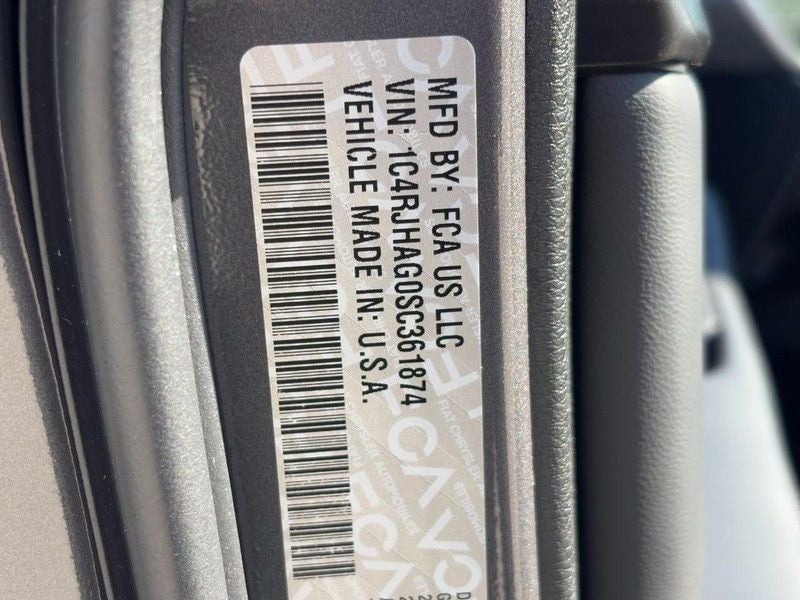 MFD BY: FCA US LLC
VIN: 1C4RJHAG0SC361874
VEHICLE MADE IN: U.S.A.